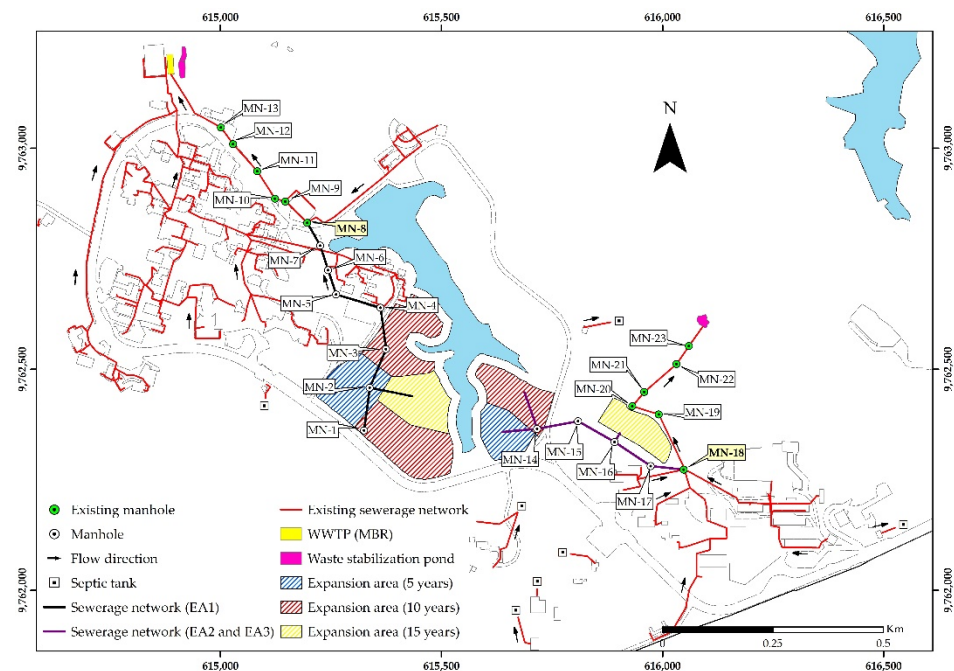 615,000
615,500
616,000
616,500
9,763,000
9,762,500
9,762,000
9,763,000
9,762,500
9,762,000
N
MN-13
MN-12
MN-11
MN-9
MN-10
MN-8
MN-7
MN-6
MN-5
MN-4
MN-3
MN-2
MN-1
MN-23
MN-22
MN-21
MN-20
MN-19
MN-18
MN-14
MN-15
MN-16
MN-17
Existing manhole
Manhole
Flow direction
Septic tank
Sewerage network (EA1)
Sewerage network (EA2 and EA3)
Existing sewerage network
WWTP (MBR)
Waste stabilization pond
Expansion area (5 years)
Expansion area (10 years)
Expansion area (15 years)
Km
0
0.25
0.5
615,000
615,500
616,000
616,500